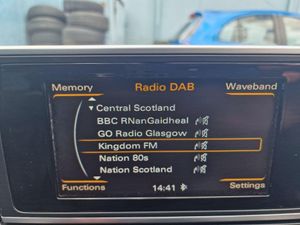 Memory Radio DAB Waveband
Central Scotland
BBC RNanGaidheal
GO Radio Glasgow
Kingdom FM
Nation 80s
Nation Scotland
Functions 14:41 Settings